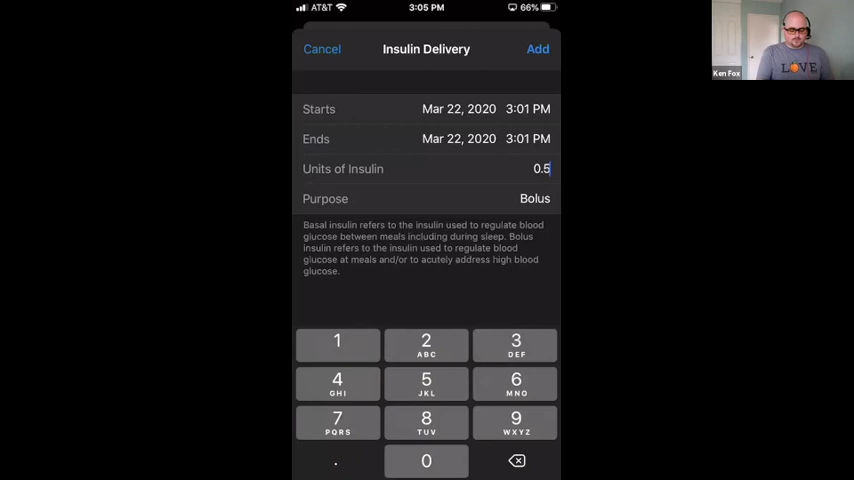 AT&T 3:05 PM 66%
Cancel Insulin Delivery Add
Starts Mar 22, 2020 3:01 PM
Ends Mar 22, 2020 3:01 PM
Units of Insulin 0.5
Purpose Bolus
Basal insulin refers to the insulin used to regulate blood
glucose between meals including during sleep. Bolus
insulin refers to the insulin used to regulate blood
glucose at meals and/or to acutely address high blood
glucose.
1 2 3
ABC DEF
4 5 6
GHI JKL MNO
7 8 9
PQRS TUV WXYZ
. 0
LOVE
Ken Fox